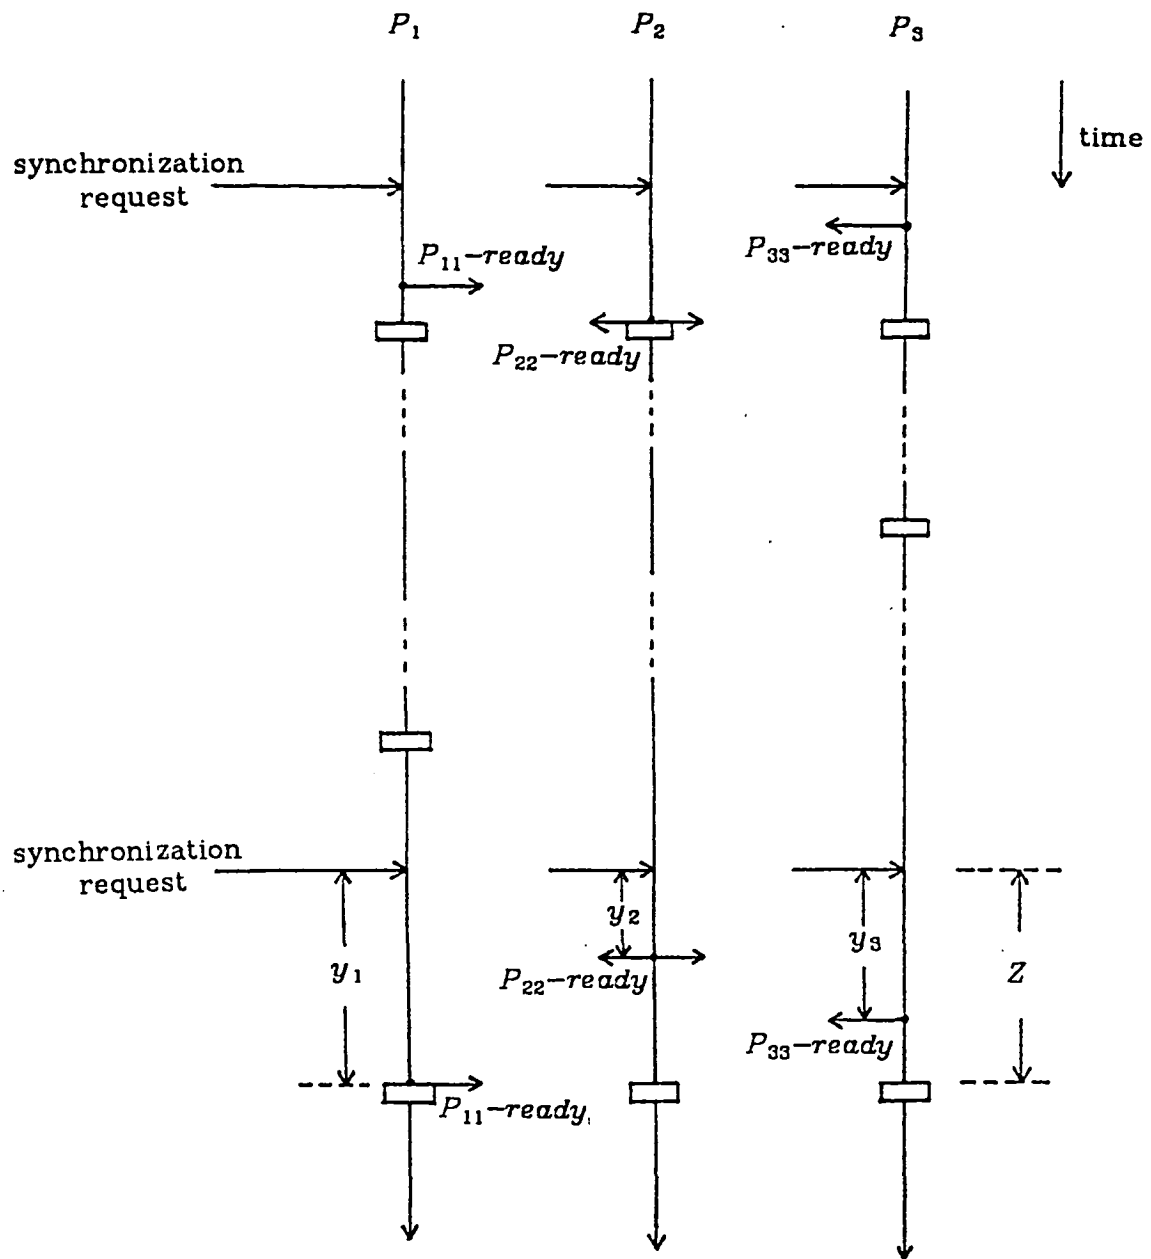 P₁ P₂ P₃
time
synchronization
request
P₁₁-ready
P₃₃-ready
P₂₂-ready
synchronization
request
y₁
y₂
y₃
Z
P₂₂-ready
P₃₃-ready
P₁₁-ready